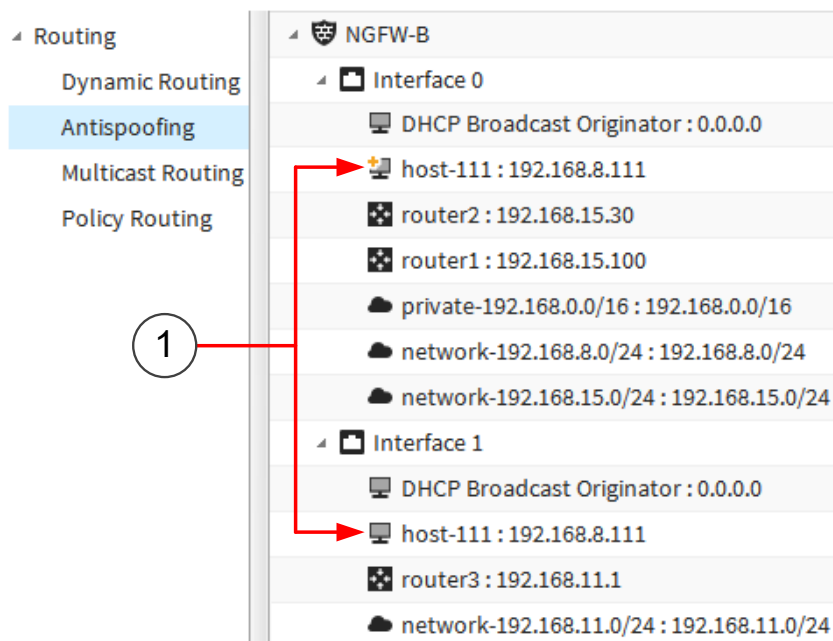 Routing
Dynamic Routing
Antispoofing
Multicast Routing
Policy Routing
NGFW-B
Interface 0
DHCP Broadcast Originator : 0.0.0.0
host-111 : 192.168.8.111
router2 : 192.168.15.30
router1 : 192.168.15.100
private-192.168.0.0/16 : 192.168.0.0/16
network-192.168.8.0/24 : 192.168.8.0/24
network-192.168.15.0/24 : 192.168.15.0/24
Interface 1
DHCP Broadcast Originator : 0.0.0.0
host-111 : 192.168.8.111
router3 : 192.168.11.1
network-192.168.11.0/24 : 192.168.11.0/24
1